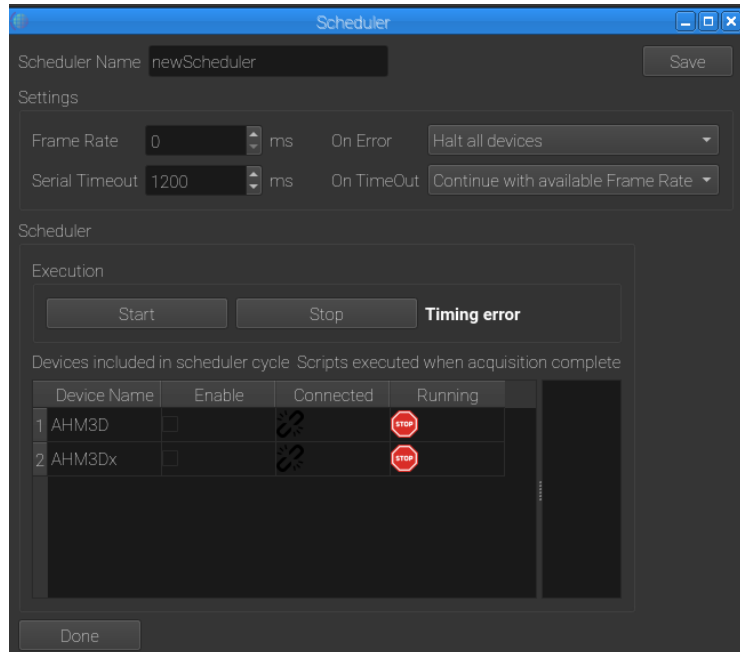 Scheduler
Scheduler Name newScheduler Save
Settings
Frame Rate 0 ms On Error Halt all devices
Serial Timeout 1200 ms On TimeOut Continue with available Frame Rate
Scheduler
Execution
Start Stop Timing error
Devices included in scheduler cycle Scripts executed when acquisition complete
Device Name Enable Connected Running
1 AHM3D STOP
2 AHM3Dx STOP
Done